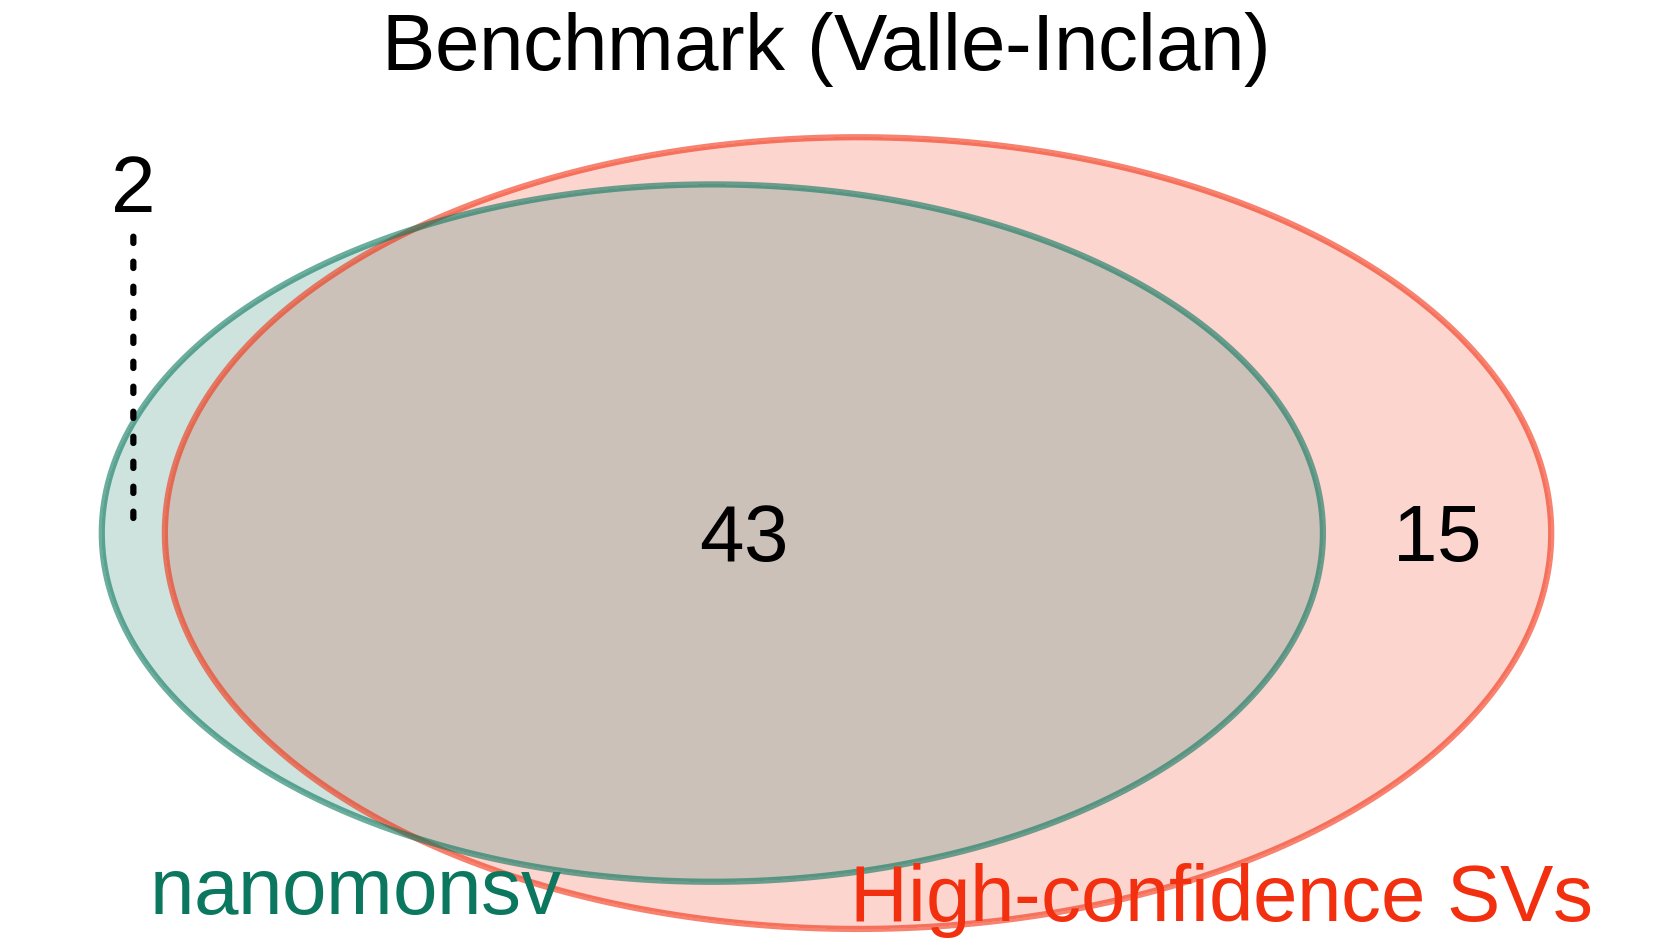 Benchmark (Valle-Inclan)
2
43
15
nanomonsv
High-confidence SVs